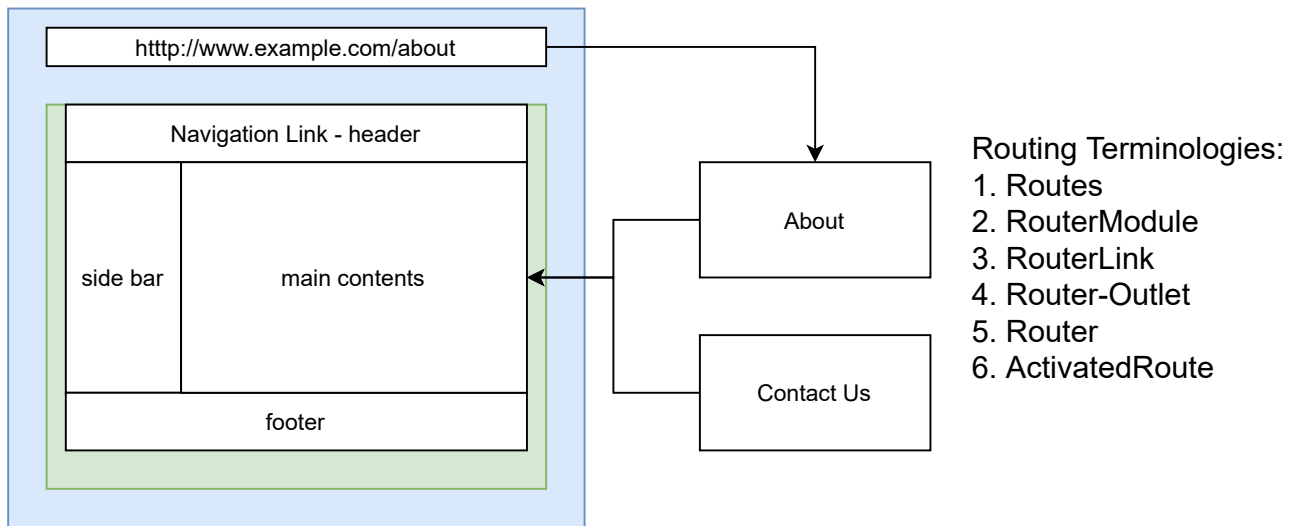 htttp://www.example.com/about
Navigation Link - header
side bar
main contents
footer
About
Contact Us
Routing Terminologies:
1. Routes
2. RouterModule
3. RouterLink
4. Router-Outlet
5. Router
6. ActivatedRoute